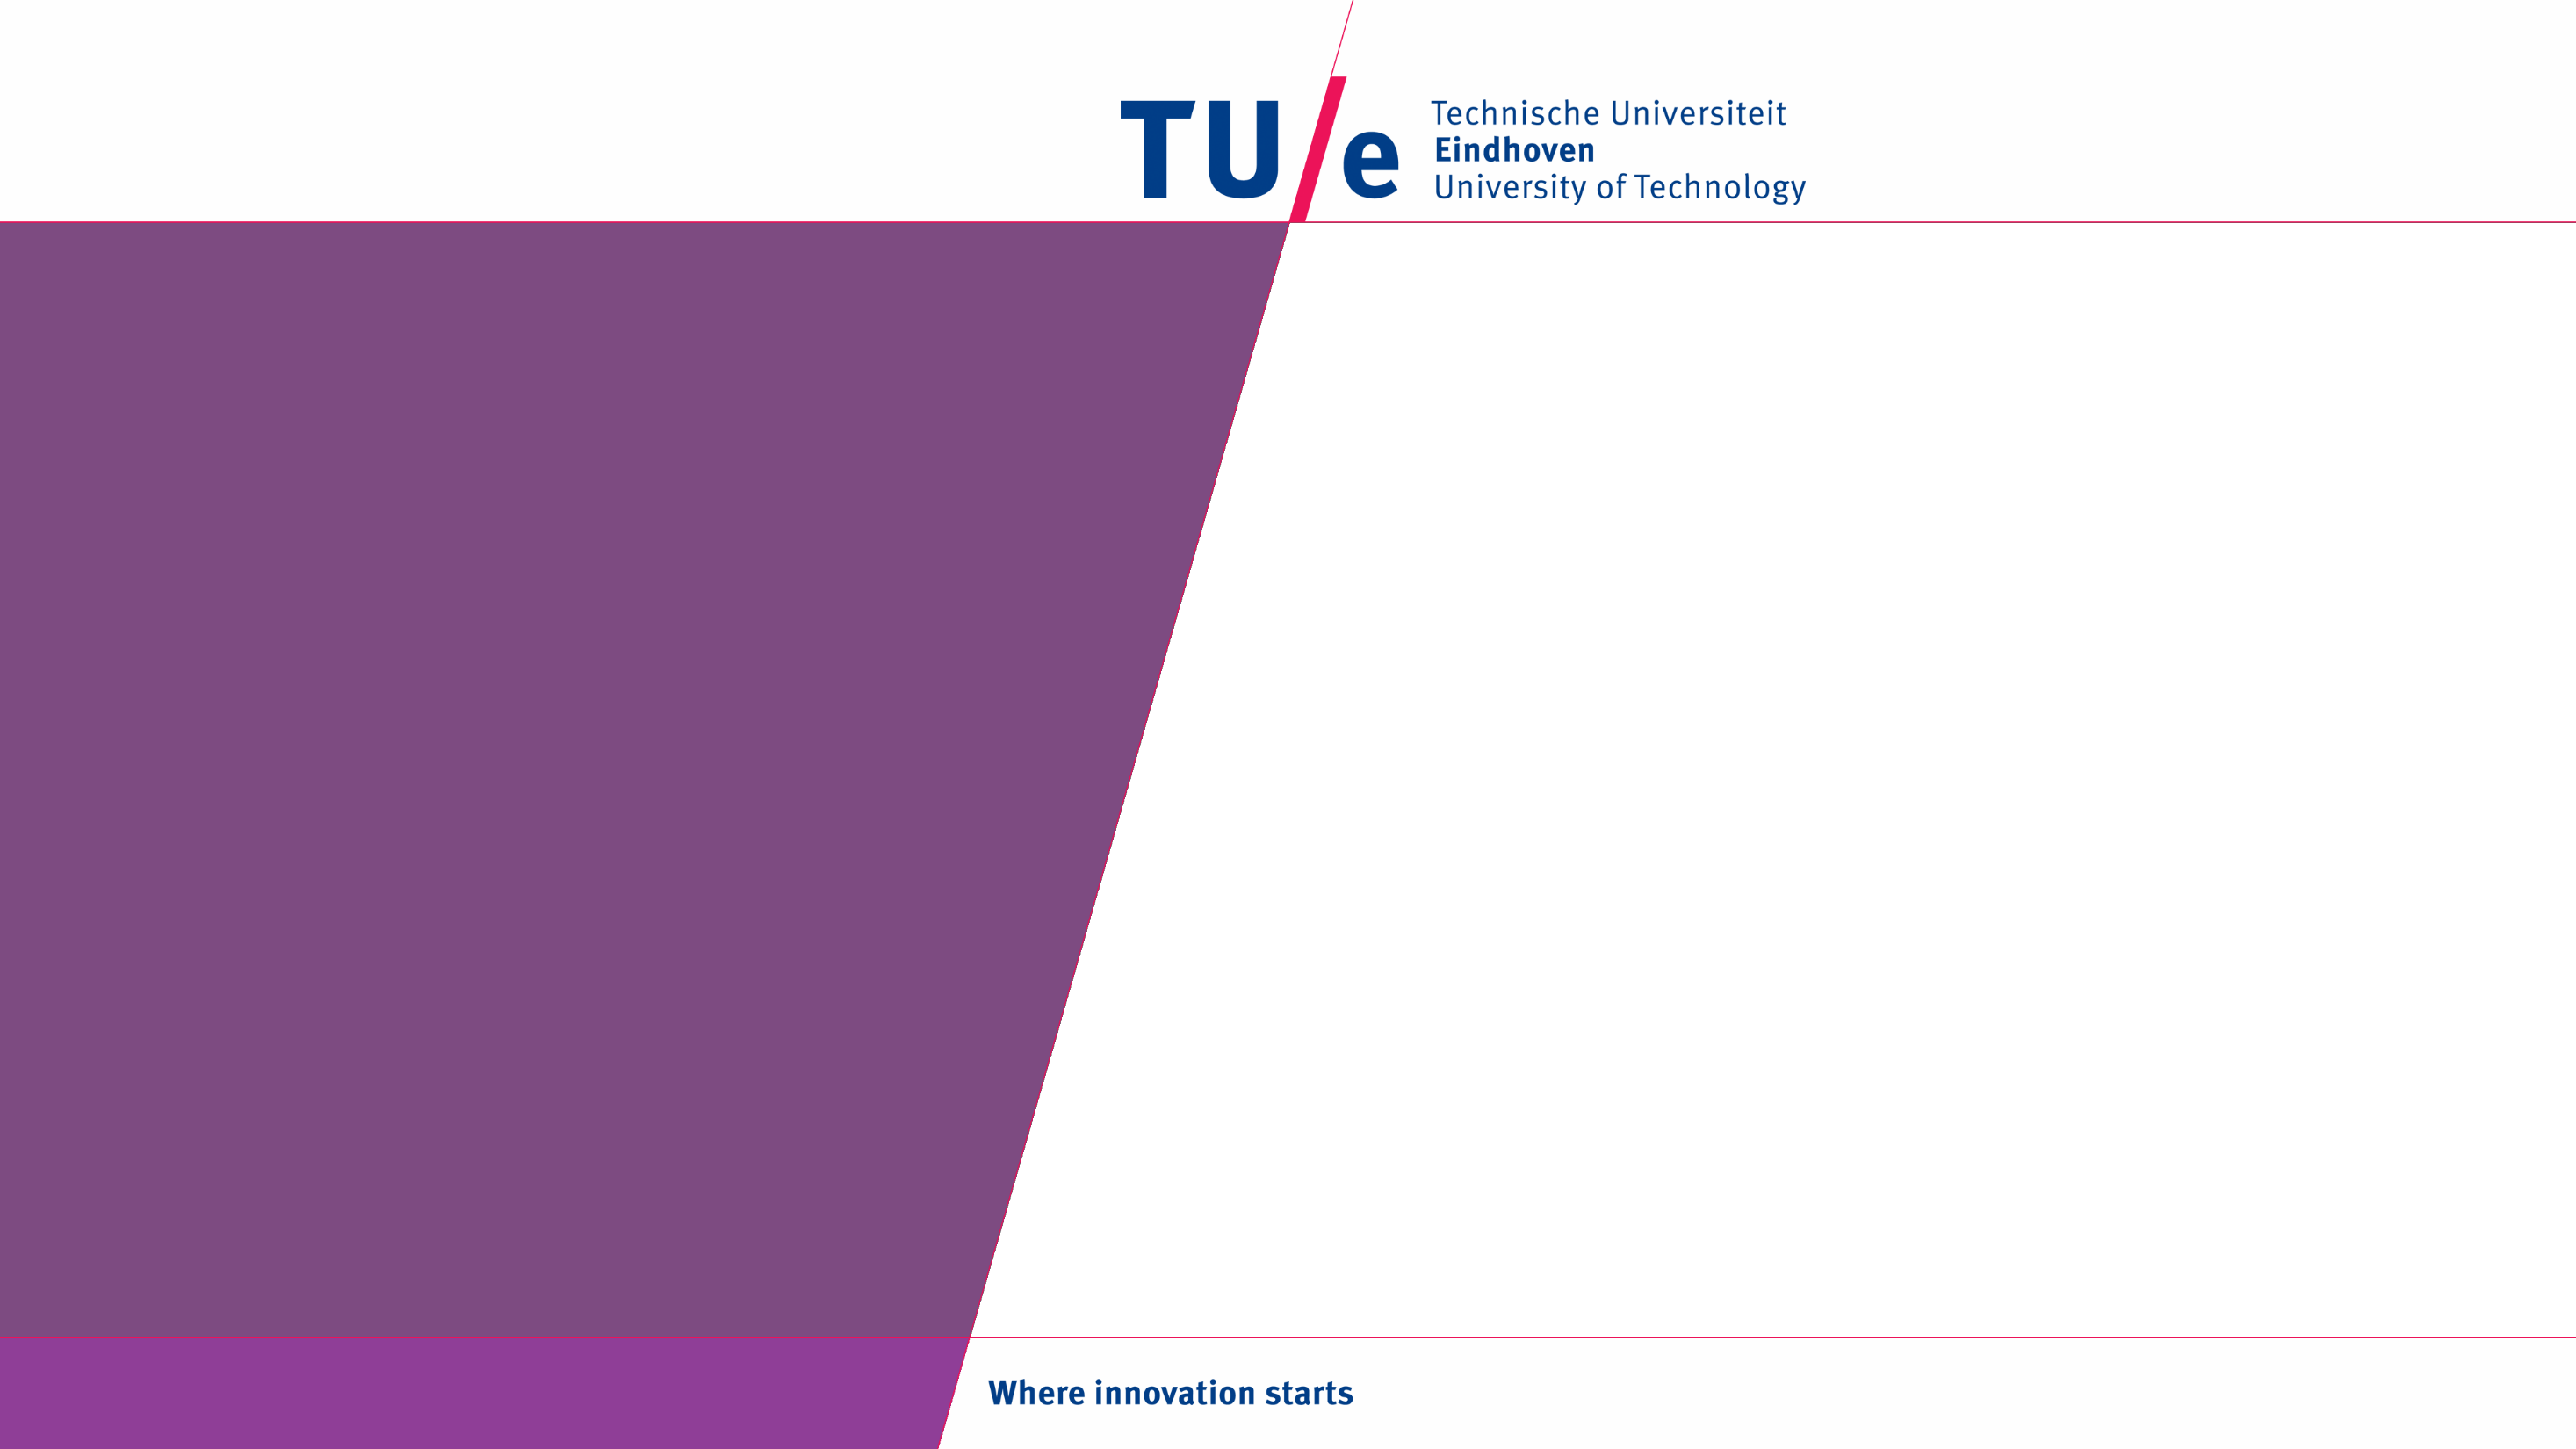 TU/e
Technische Universiteit
Eindhoven
University of Technology
Where innovation starts